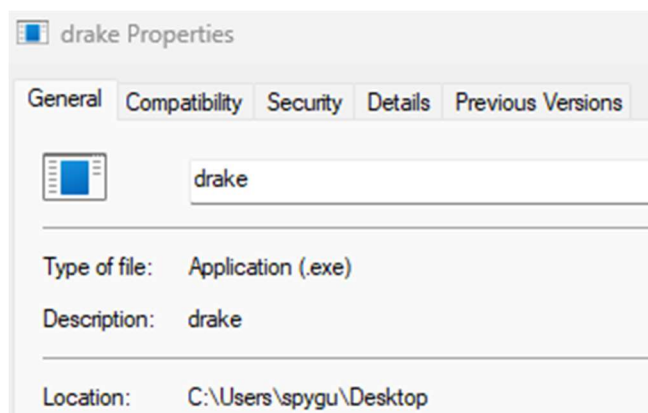 drake Properties
General Compatibility Security Details Previous Versions
drake
Type of file: Application (.exe)
Description: drake
Location: C:\Users\spygu\Desktop